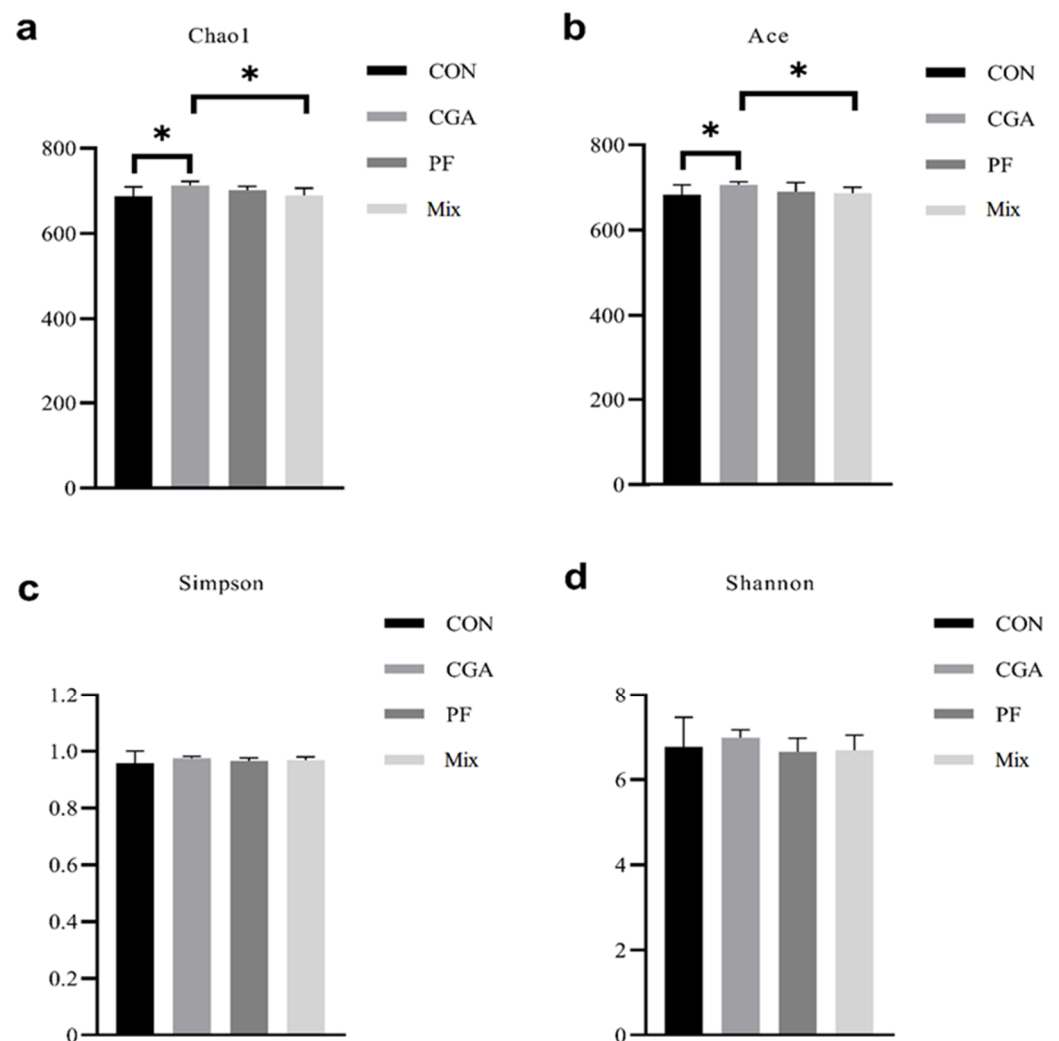 a
Chao1
*
*
CON
CGA
PF
Mix
800
600
400
200
0
b
Ace
*
*
CON
CGA
PF
Mix
800
600
400
200
0
c
Simpson
CON
CGA
PF
Mix
1.2
1.0
0.8
0.6
0.4
0.2
0
d
Shannon
CON
CGA
PF
Mix
8
6
4
2
0